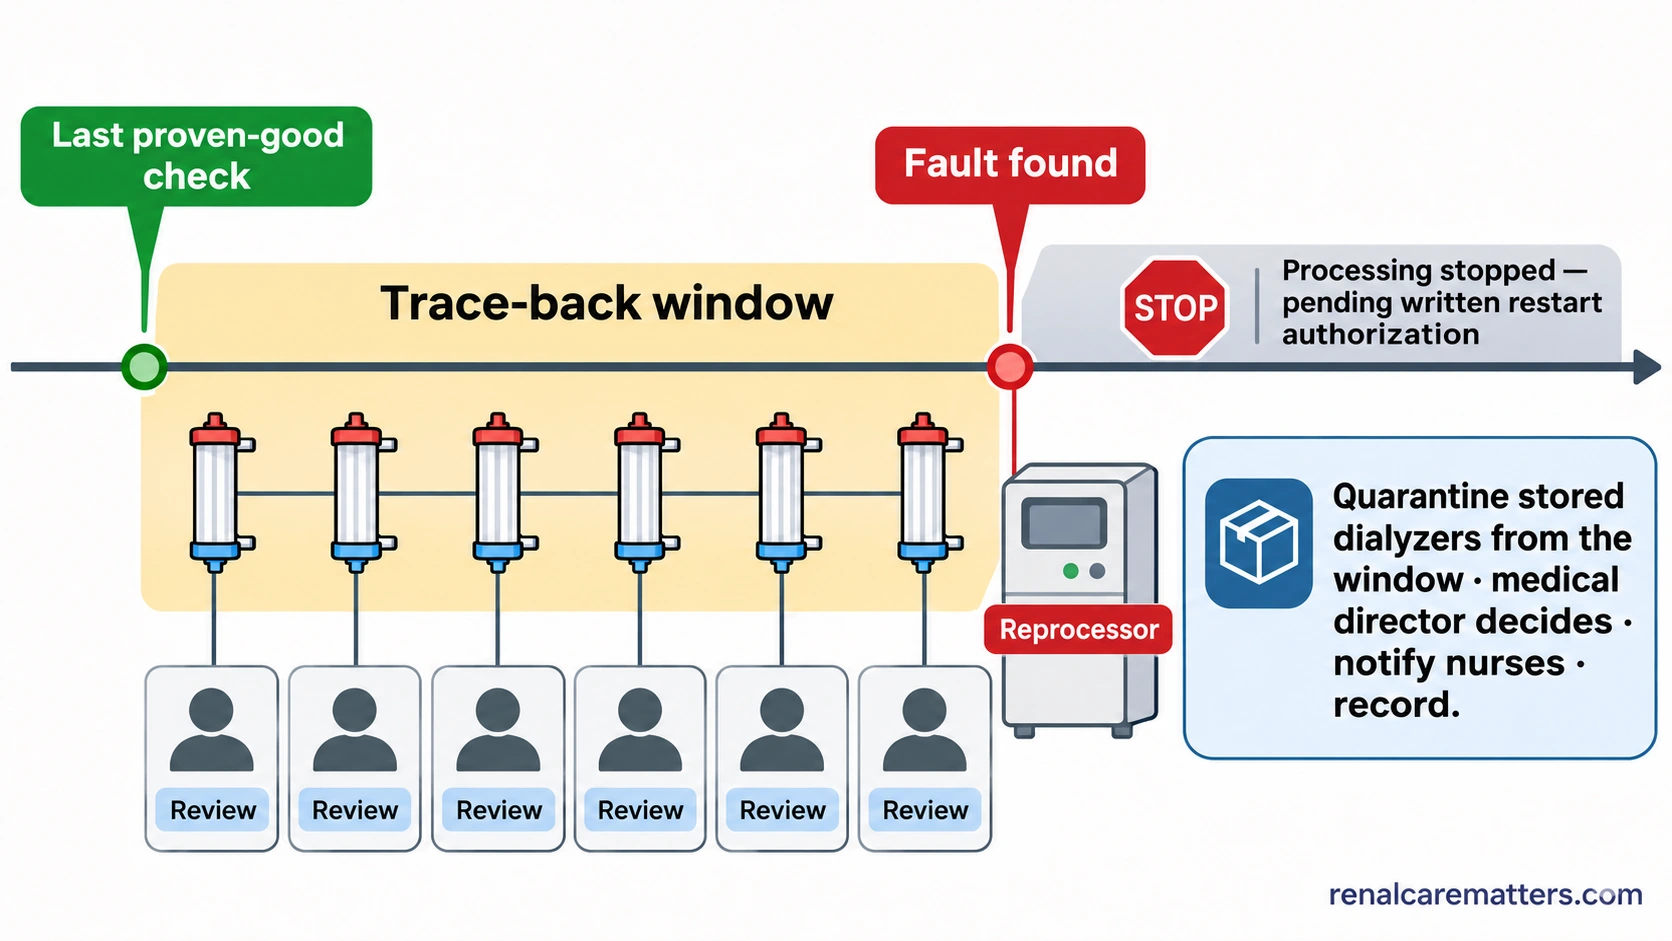 Last proven-good
check
Fault found
Trace-back window
STOP
Processing stopped —
pending written restart
authorization
Quarantine stored
dialyzers from the
window · medical
director decides ·
notify nurses ·
record.
Reprocessor
Review
Review
Review
Review
Review
Review
renalcarematters.com